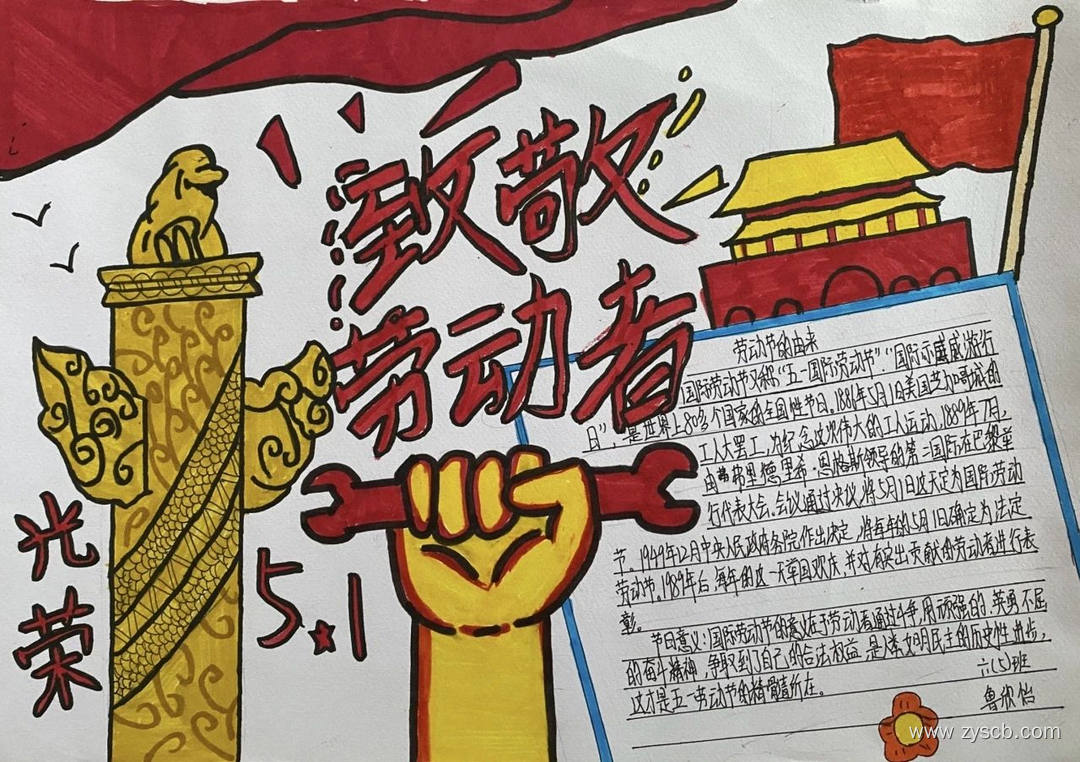 致敬
劳动者
光荣
5.1
劳动节的由来
国际劳动节又称“五一国际劳动节”.“国际示威游行
日”，是世界上80多个国家的全国性节日。1881年5月1日美国芝加哥城的
工人大罢工，为纪念这次伟大的工人运动，1889年7月，
由弗里德里希·恩格斯领导的第二国际在巴黎举
行代表大会。会议通过决议，将5月1日这天定为国际劳动
节。1949年12月中央人民政府务院作出决定，将每年的5月1日确定为法定
劳动节。1989年后，每年的这一天举国欢庆，并对有突出贡献的劳动者进行表
彰。
节日意义：国际劳动节的意义在于劳动者通过斗争，用顽强的、英勇不屈
的奋斗精神，争取到了自己的合法权益，是人类文明民主的历史性进步，
这才是五一劳动节的精髓所在。
六(5)班
鲁欣怡
www.zyscb.com